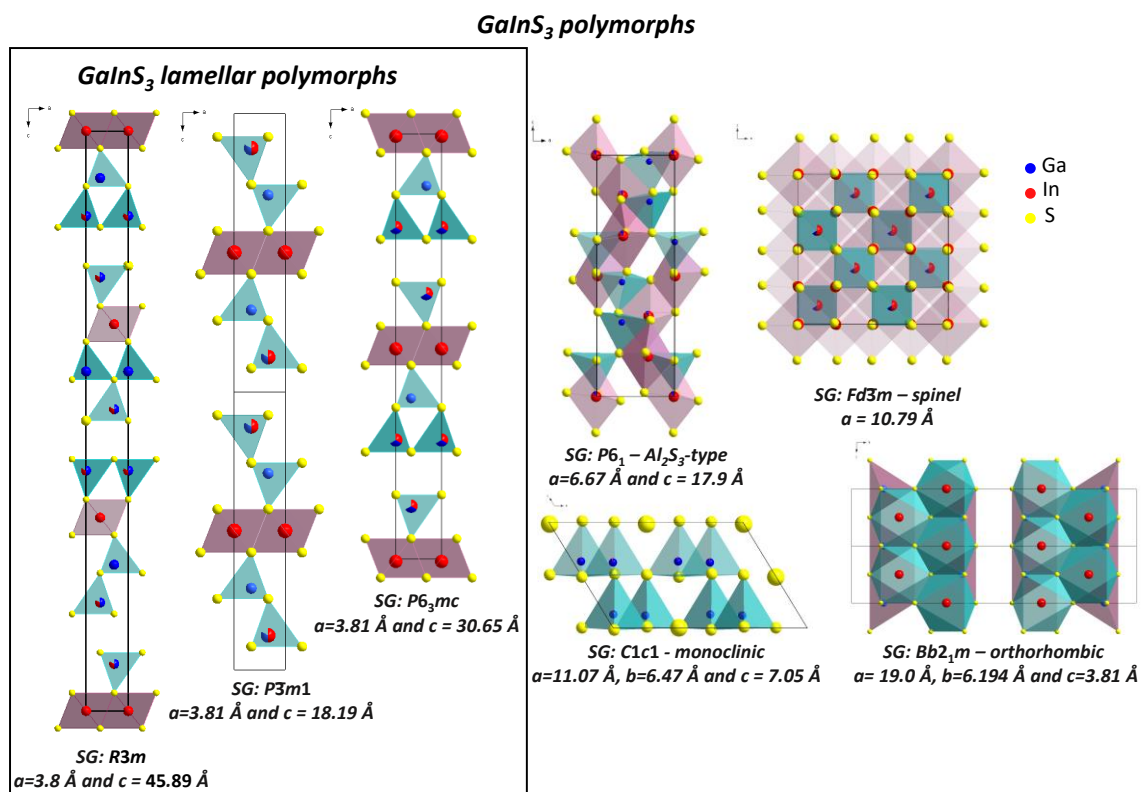 GaInS₃ polymorphs
GaInS₃ lamellar polymorphs
SG: R3m
a=3.8 Å and c = 45.89 Å
SG: P3̅m1
a=3.81 Å and c = 18.19 Å
SG: P6₃mc
a=3.81 Å and c = 30.65 Å
SG: P6₁ – Al₂S₃-type
a=6.67 Å and c = 17.9 Å
SG: Fd3̅m – spinel
a = 10.79 Å
Ga
In
S
SG: C1c1 - monoclinic
a=11.07 Å, b=6.47 Å and c = 7.05 Å
SG: Bb2₁m – orthorhombic
a= 19.0 Å, b=6.194 Å and c=3.81 Å